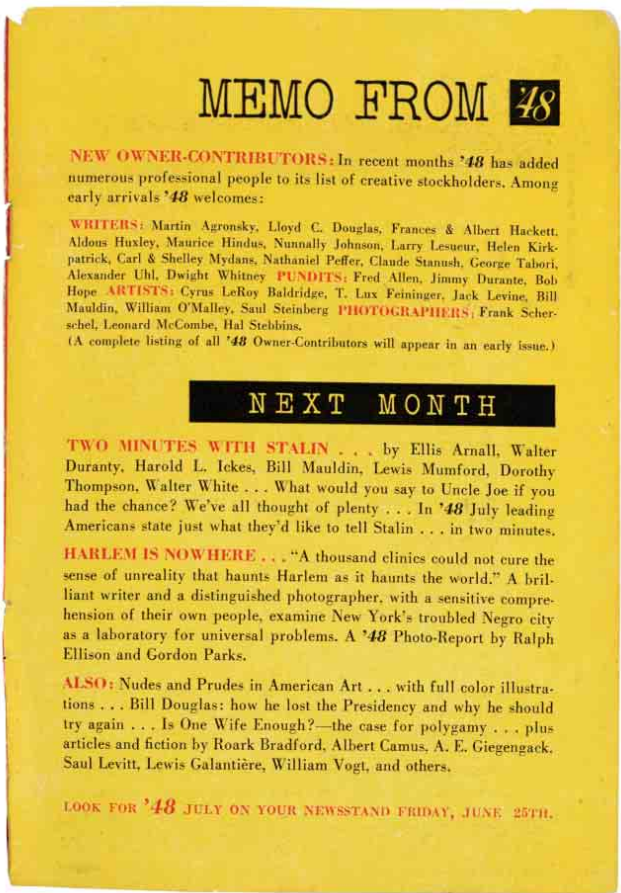 MEMO FROM '48
NEW OWNER-CONTRIBUTORS: In recent months '48 has added
numerous professional people to its list of creative stockholders. Among
early arrivals '48 welcomes:
WRITERS: Martin Agronsky, Lloyd C. Douglas, Frances & Albert Hackett,
Aldous Huxley, Maurice Hindus, Nunnally Johnson, Larry Lesueur, Helen Kirk-
patrick, Carl & Shelley Mydans, Nathaniel Peffer, Claude Stanush, George Tabori,
Alexander Uhl, Dwight Whitney PUNDITS: Fred Allen, Jimmy Durante, Bob
Hope ARTISTS: Cyrus LeRoy Baldridge, T. Lux Feininger, Jack Levine, Bill
Mauldin, William O'Malley, Saul Steinberg PHOTOGRAPHERS: Frank Scher-
schel, Leonard McCombe, Hal Stebbins.
(A complete listing of all '48 Owner-Contributors will appear in an early issue.)
NEXT MONTH
TWO MINUTES WITH STALIN . . . by Ellis Arnall, Walter
Duranty, Harold L. Ickes, Bill Mauldin, Lewis Mumford, Dorothy
Thompson, Walter White . . . What would you say to Uncle Joe if you
had the chance? We've all thought of plenty . . . In '48 July leading
Americans state just what they'd like to tell Stalin . . . in two minutes.
HARLEM IS NOWHERE . . . "A thousand clinics could not cure the
sense of unreality that haunts Harlem as it haunts the world." A bril-
liant writer and a distinguished photographer, with a sensitive compre-
hension of their own people, examine New York's troubled Negro city
as a laboratory for universal problems. A '48 Photo-Report by Ralph
Ellison and Gordon Parks.
ALSO: Nudes and Prudes in American Art . . . with full color illustra-
tions . . . Bill Douglas: how he lost the Presidency and why he should
try again . . . Is One Wife Enough?—the case for polygamy . . . plus
articles and fiction by Roark Bradford, Albert Camus, A. E. Giegengack,
Saul Levitt, Lewis Galantière, William Vogt, and others.
LOOK FOR '48 JULY ON YOUR NEWSSTAND FRIDAY, JUNE 25TH.